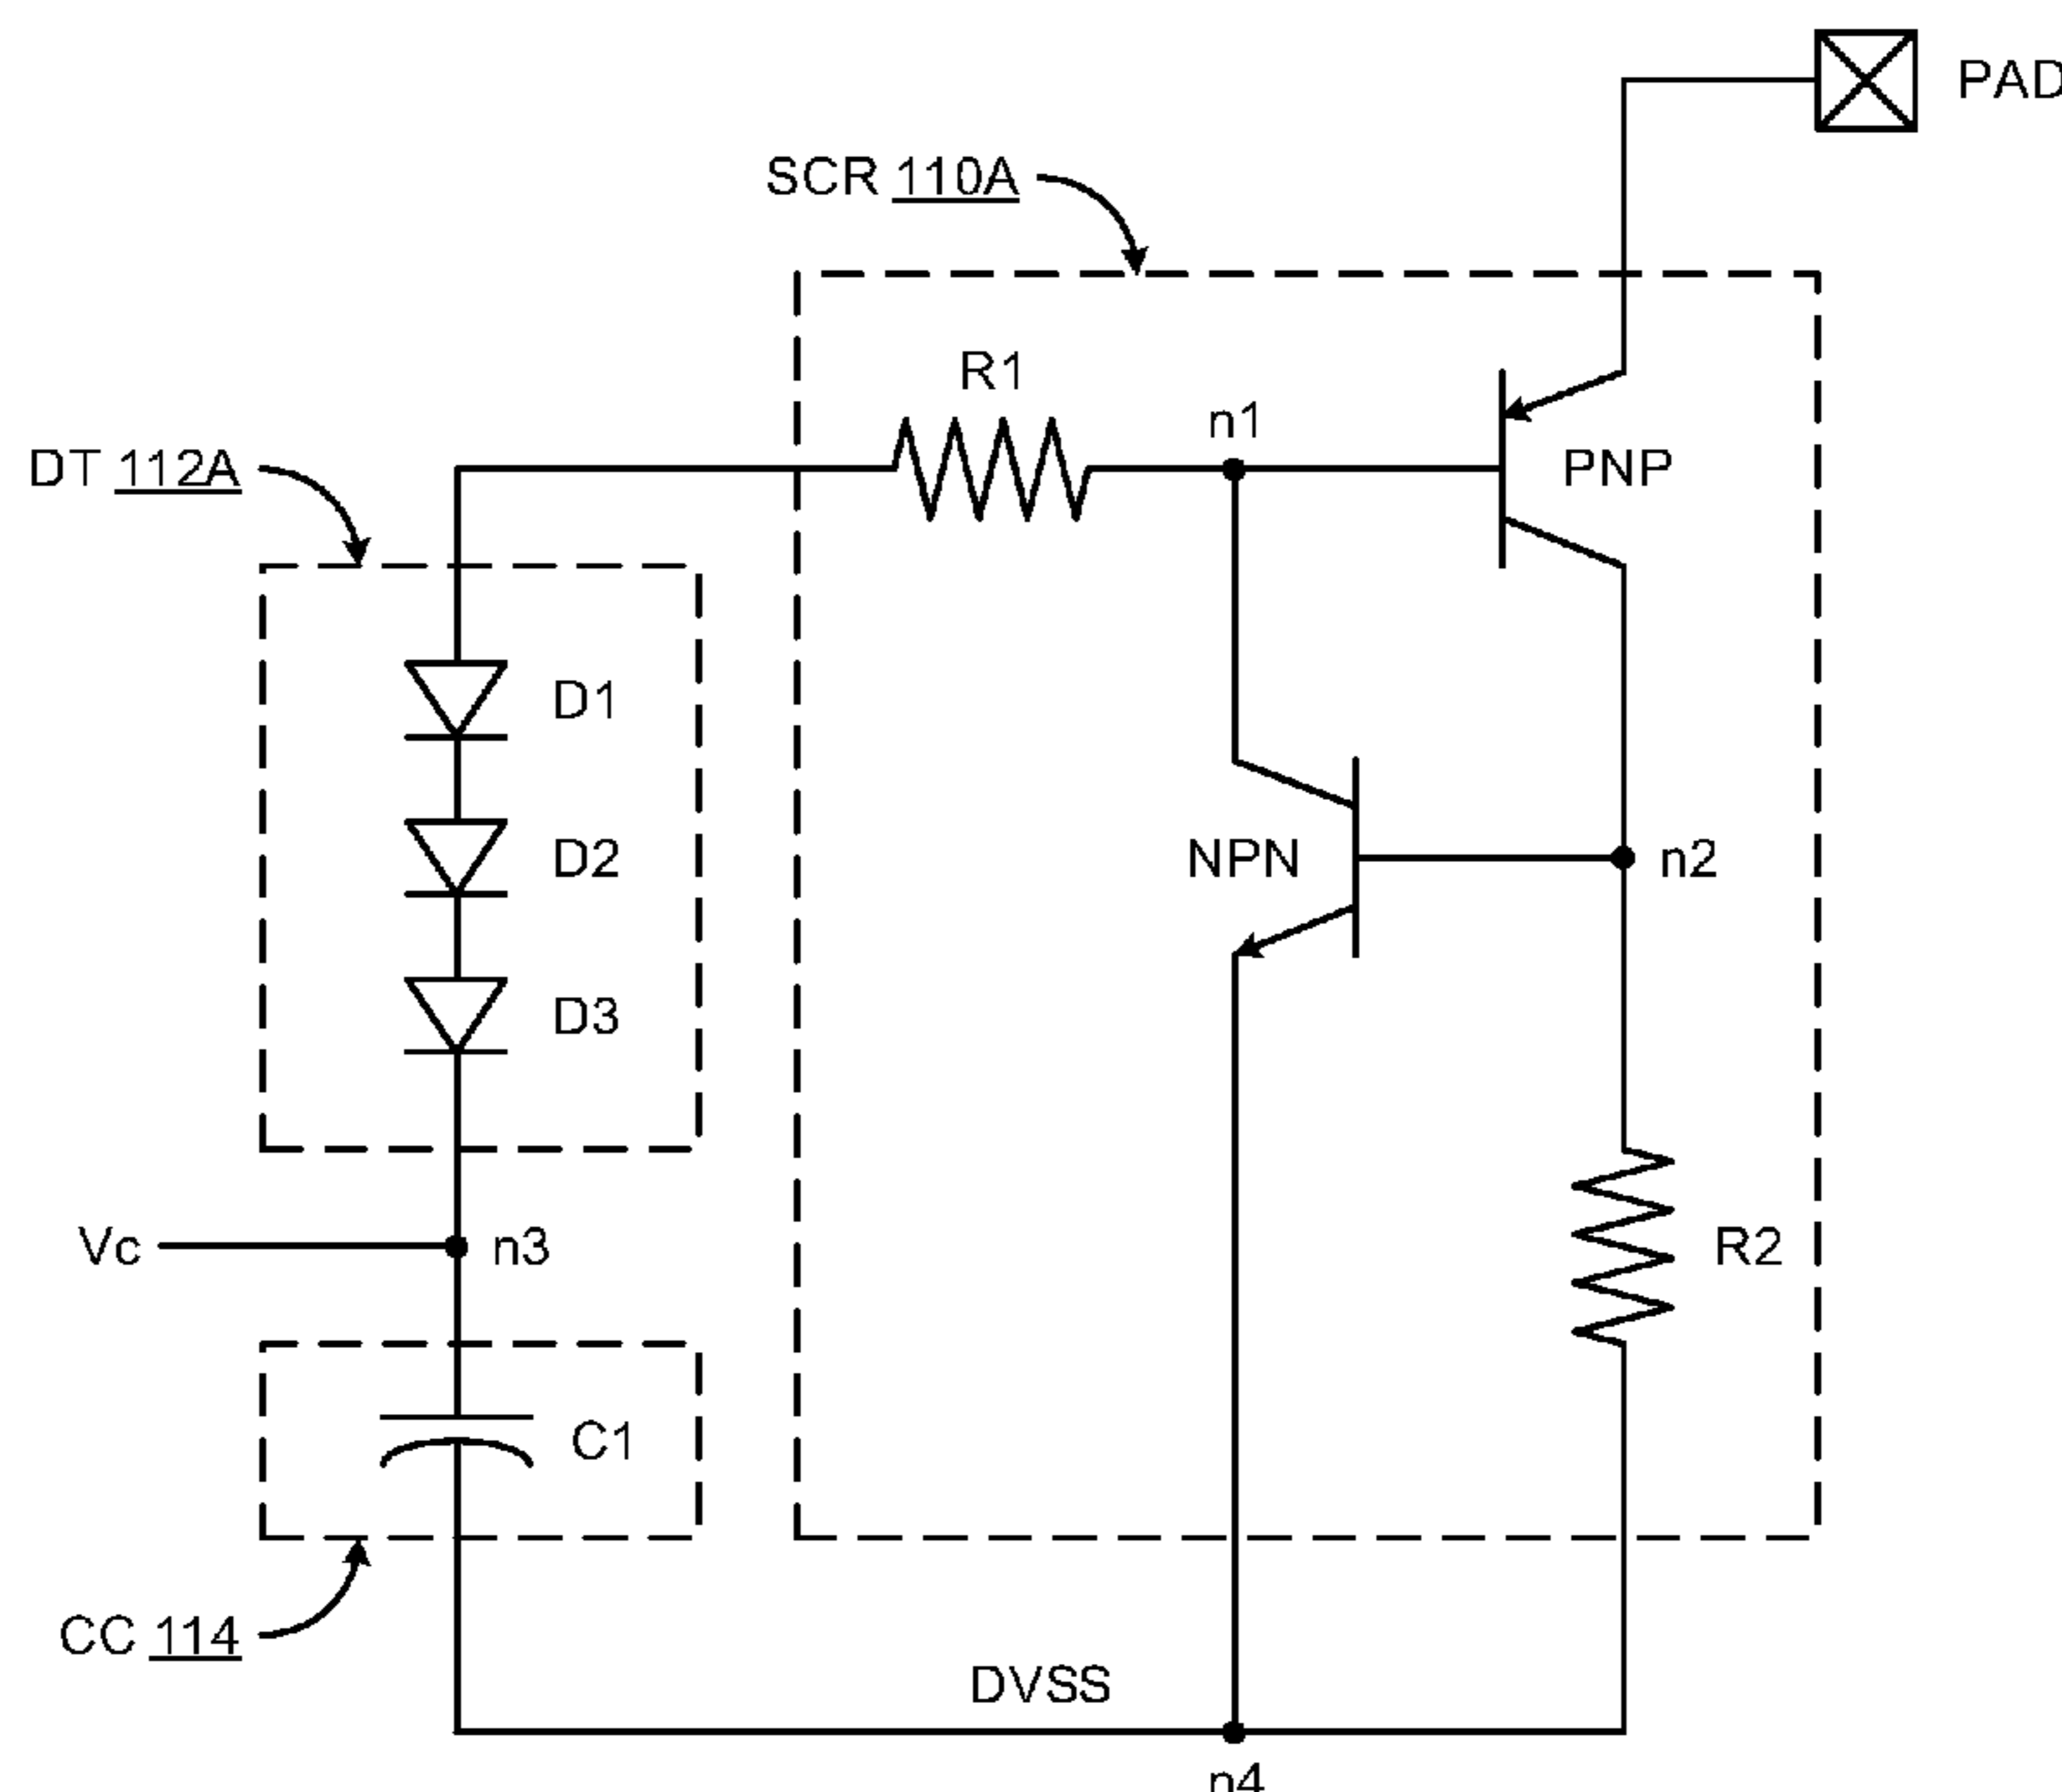 PAD
SCR 110A
R1
n1
DT 112A
PNP
D1
D2
NPN
n2
D3
Vc
n3
R2
C1
CC 114
DVSS
n4